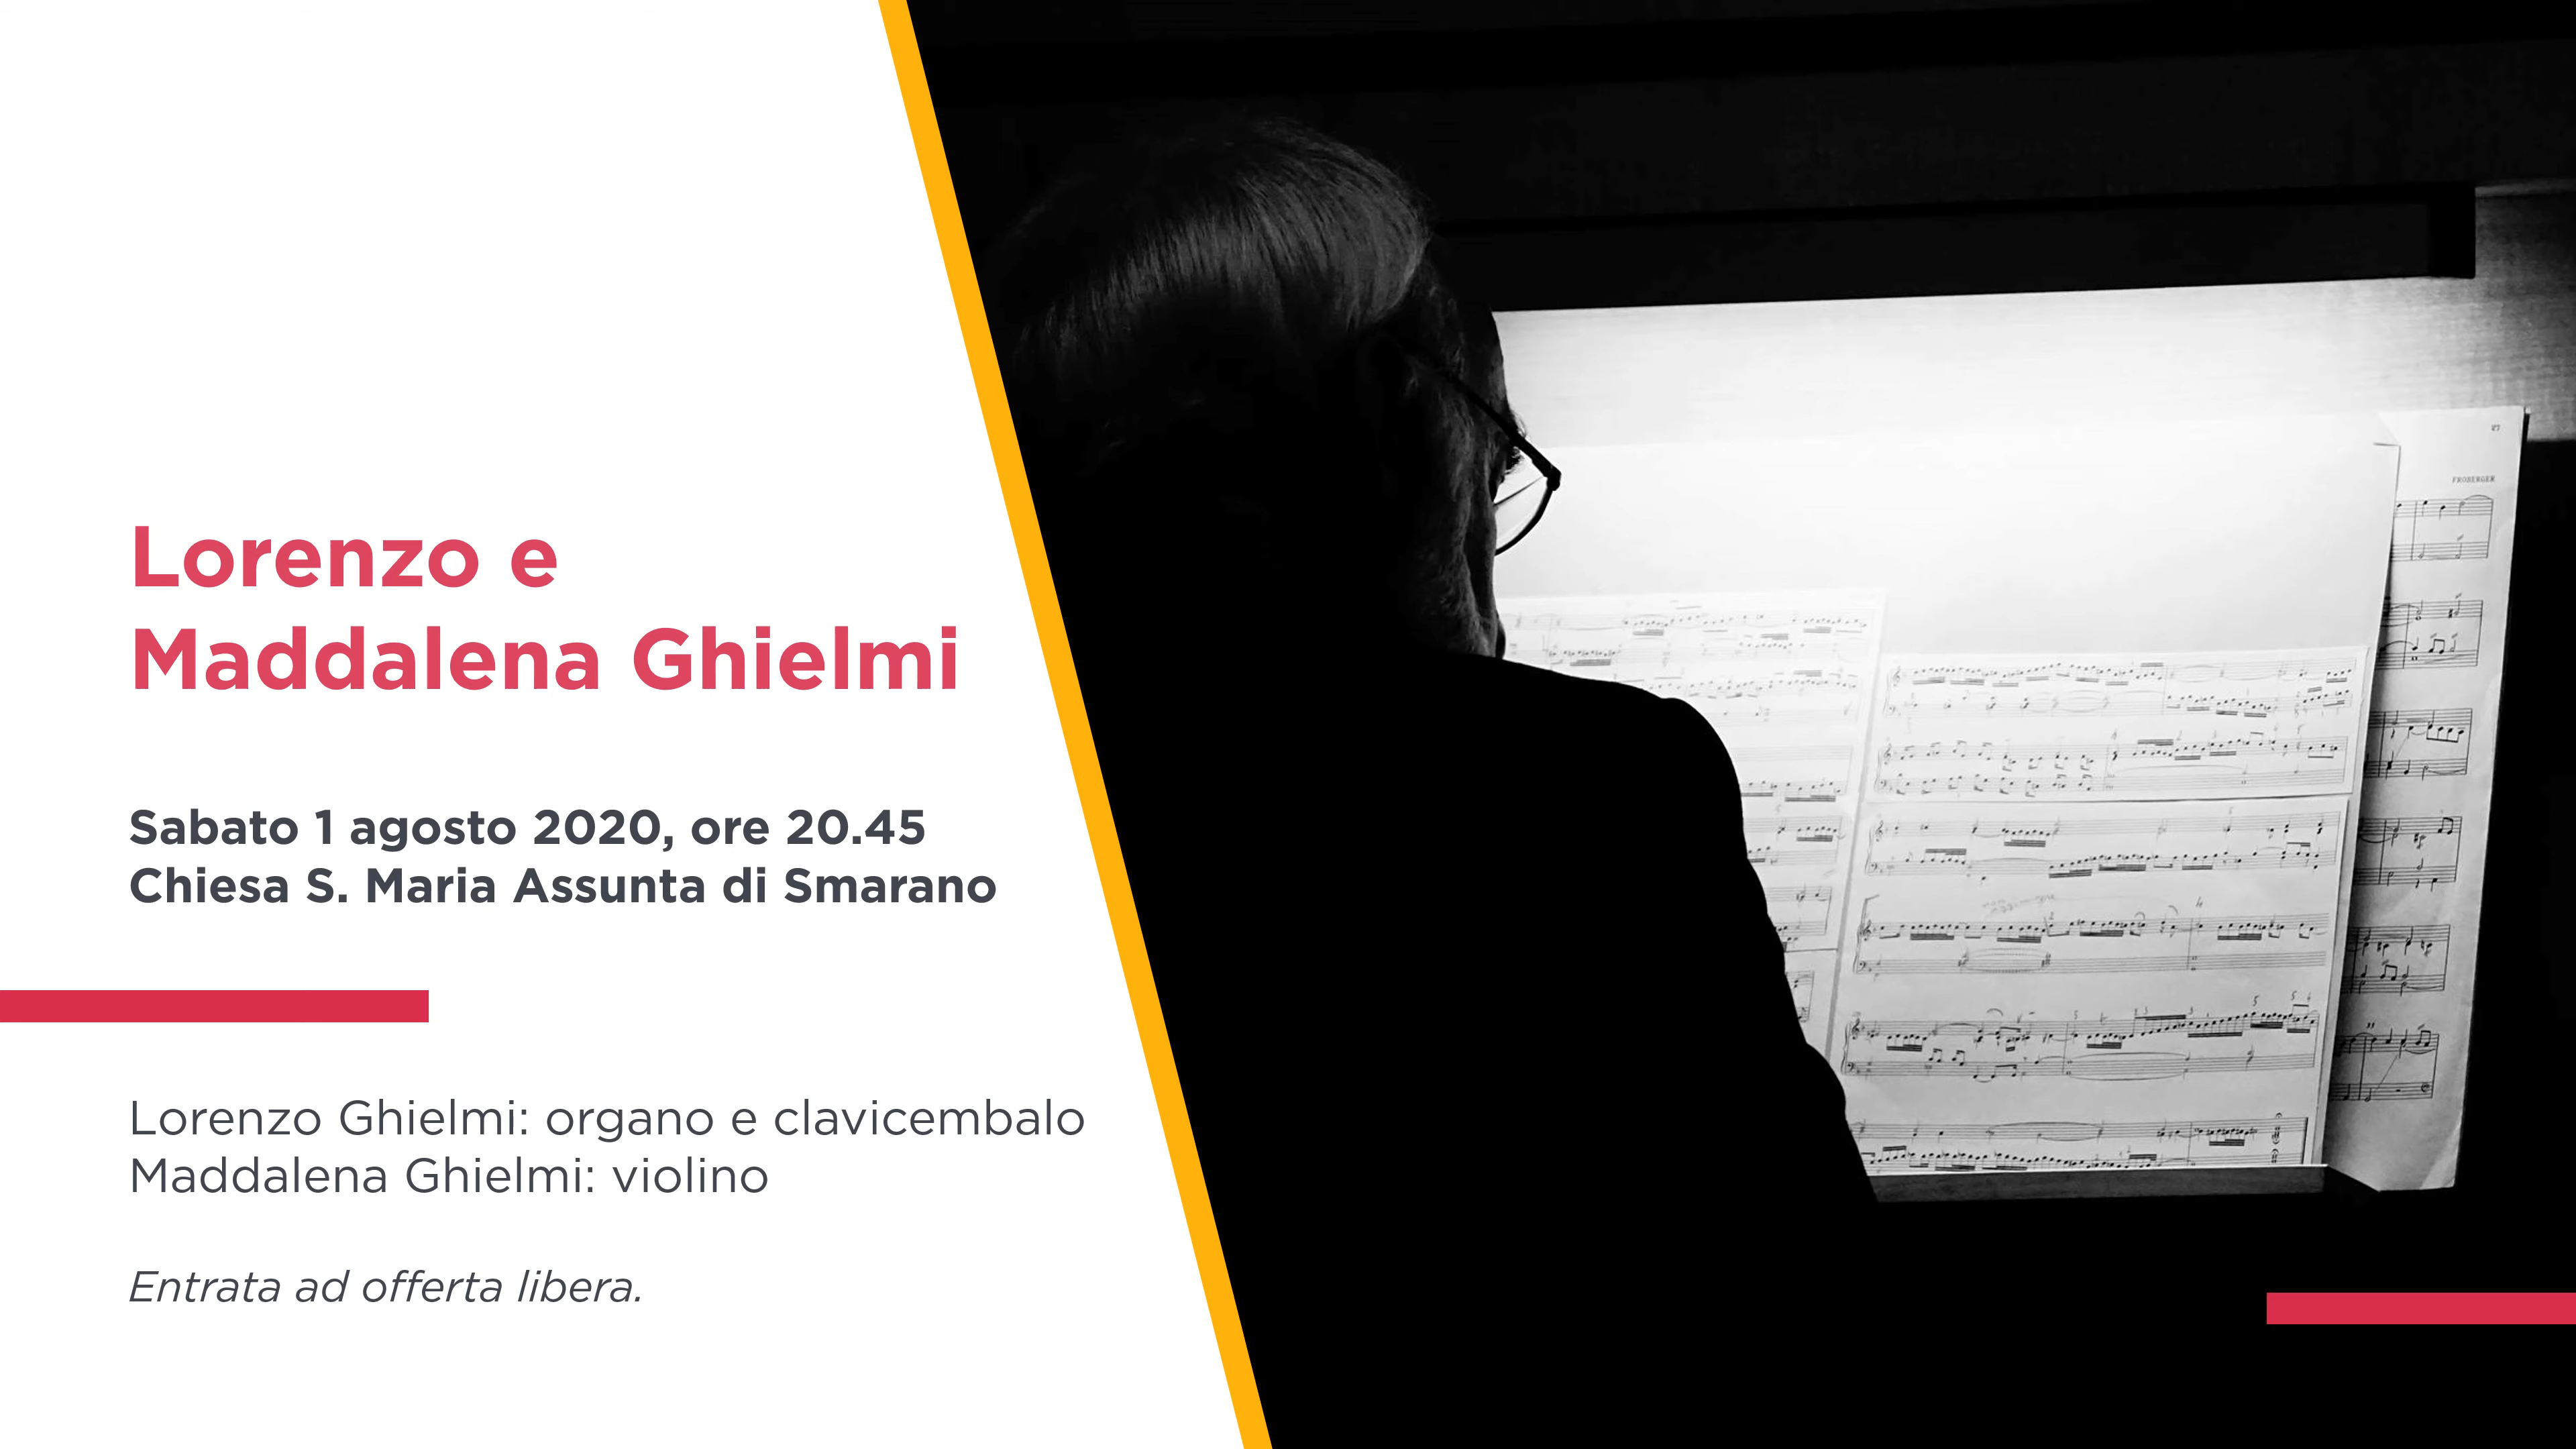 Lorenzo e
Maddalena Ghielmi
Sabato 1 agosto 2020, ore 20.45
Chiesa S. Maria Assunta di Smarano
Lorenzo Ghielmi: organo e clavicembalo
Maddalena Ghielmi: violino
Entrata ad offerta libera.
FROBERGER